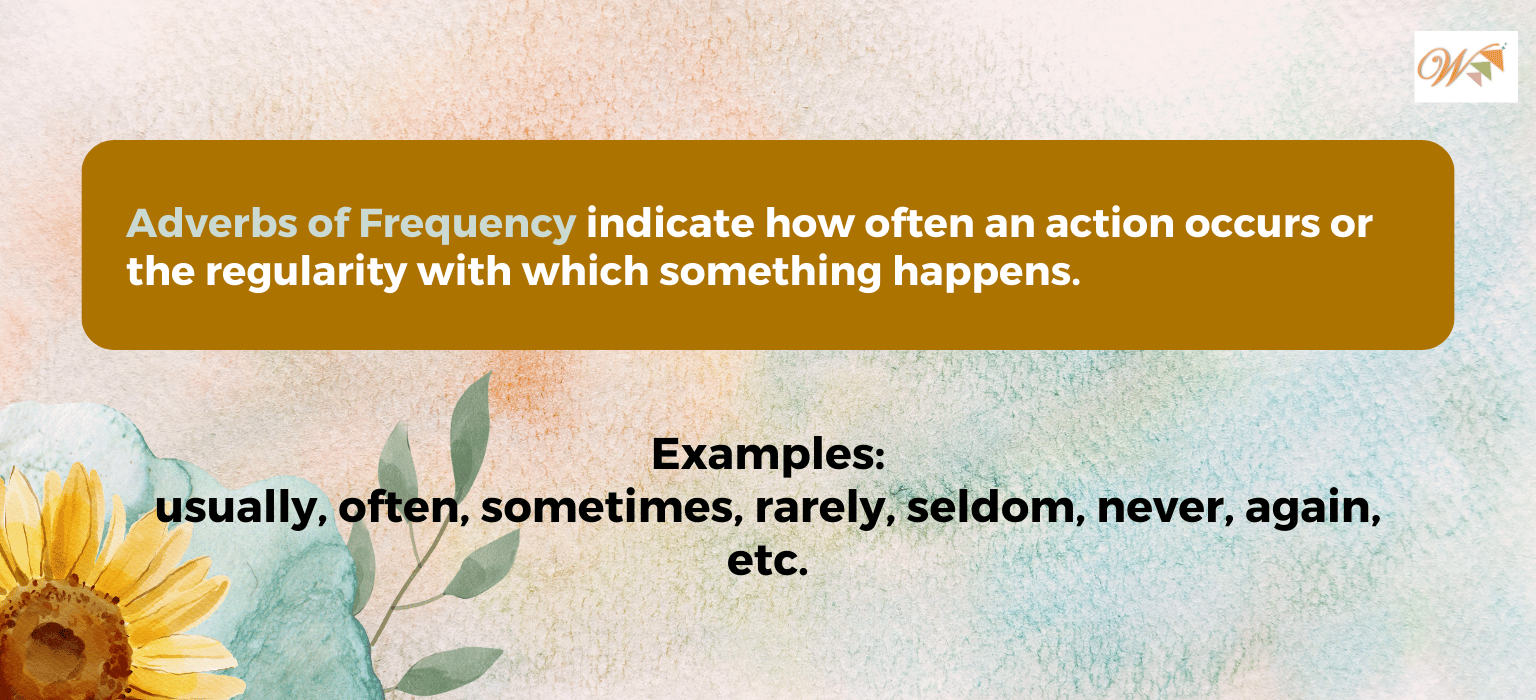 W
Adverbs of Frequency indicate how often an action occurs or
the regularity with which something happens.
Examples:
usually, often, sometimes, rarely, seldom, never, again,
etc.